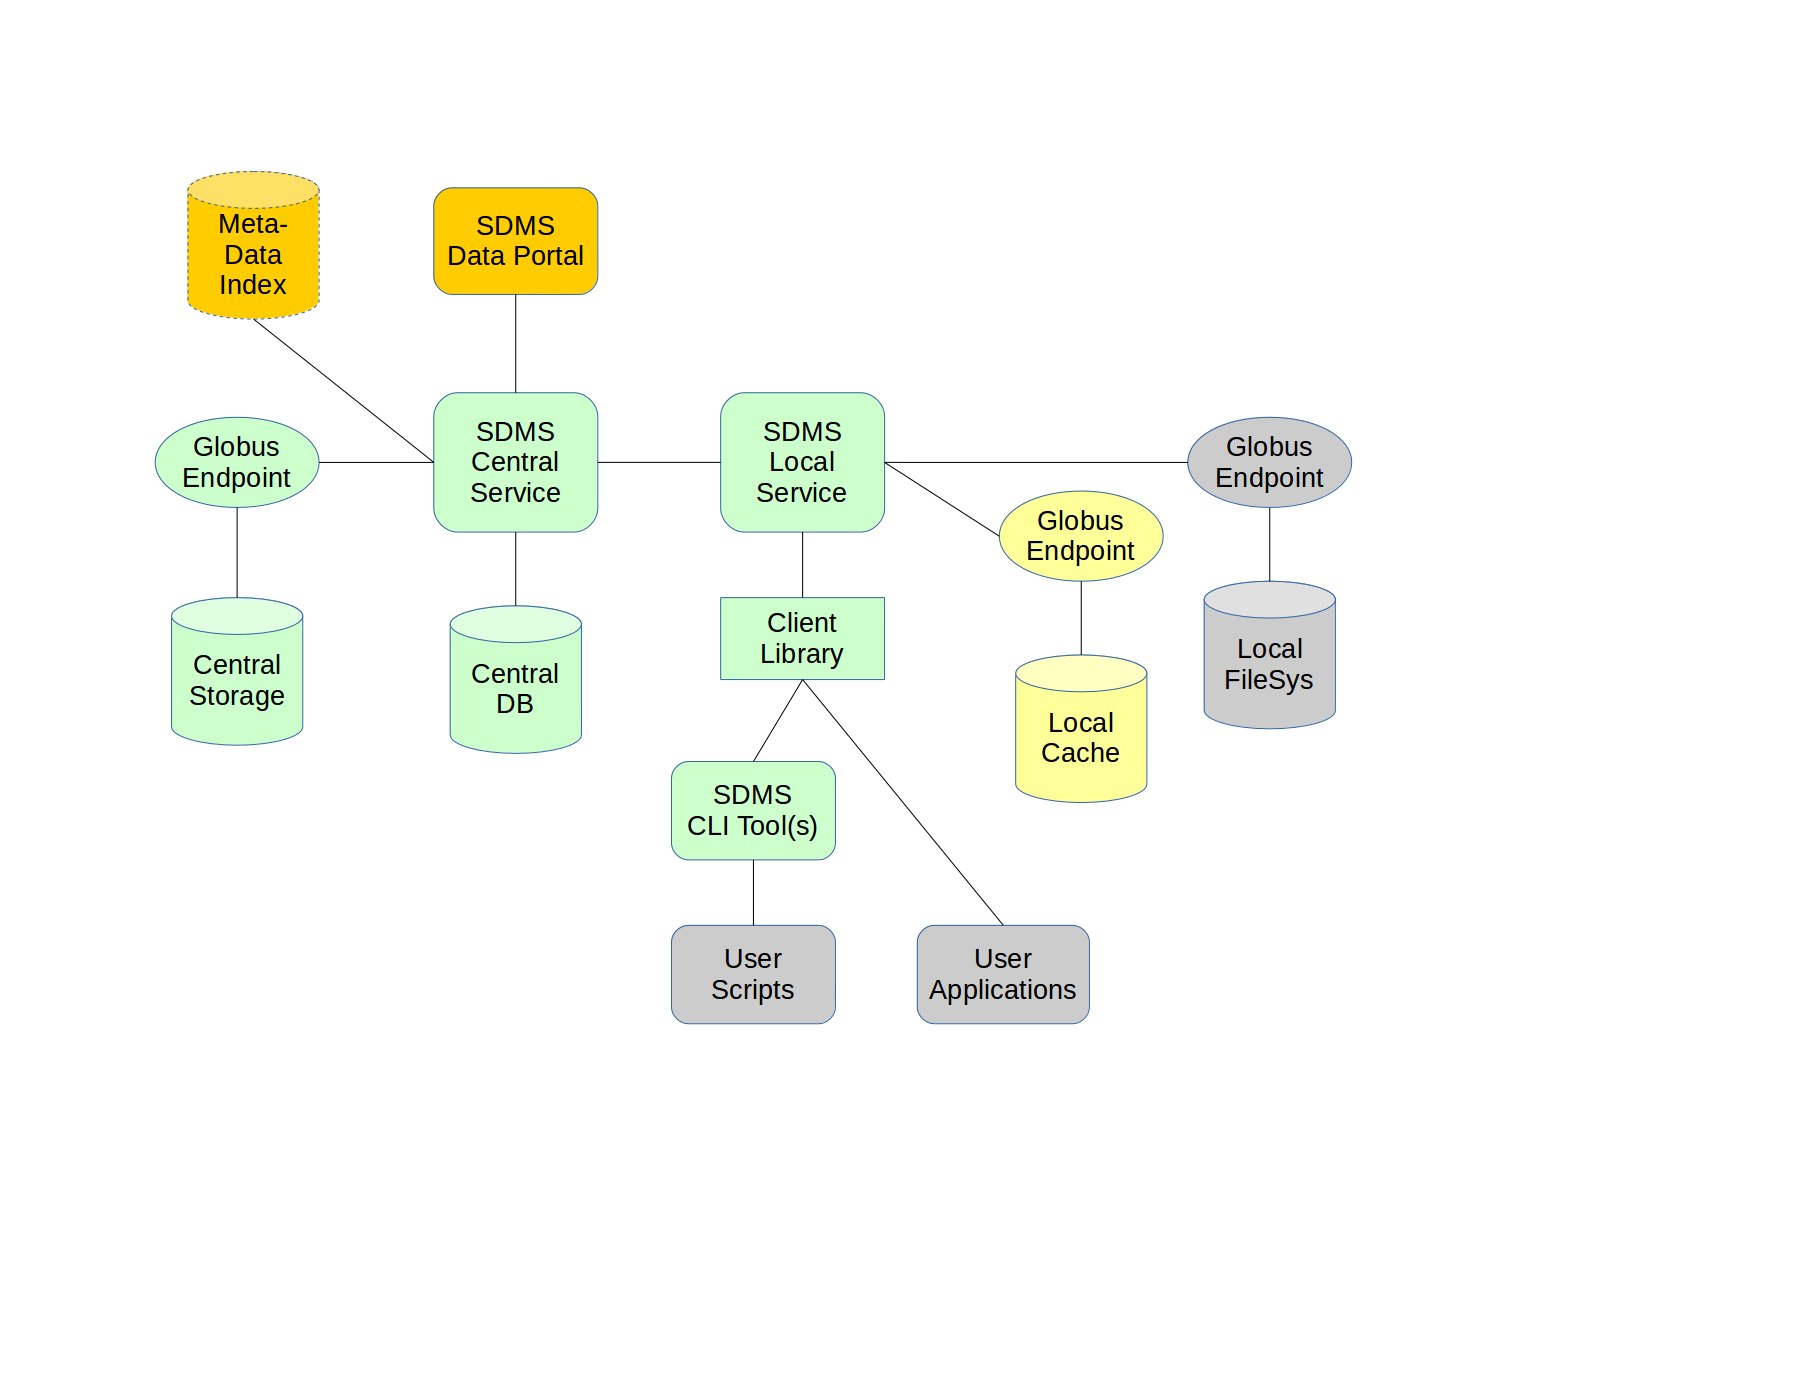 Meta-
Data
Index
SDMS
Data Portal
Globus
Endpoint
SDMS
Central
Service
SDMS
Local
Service
Globus
Endpoint
Globus
Endpoint
Central
Storage
Central
DB
Client
Library
Local
FileSys
Local
Cache
SDMS
CLI Tool(s)
User
Scripts
User
Applications